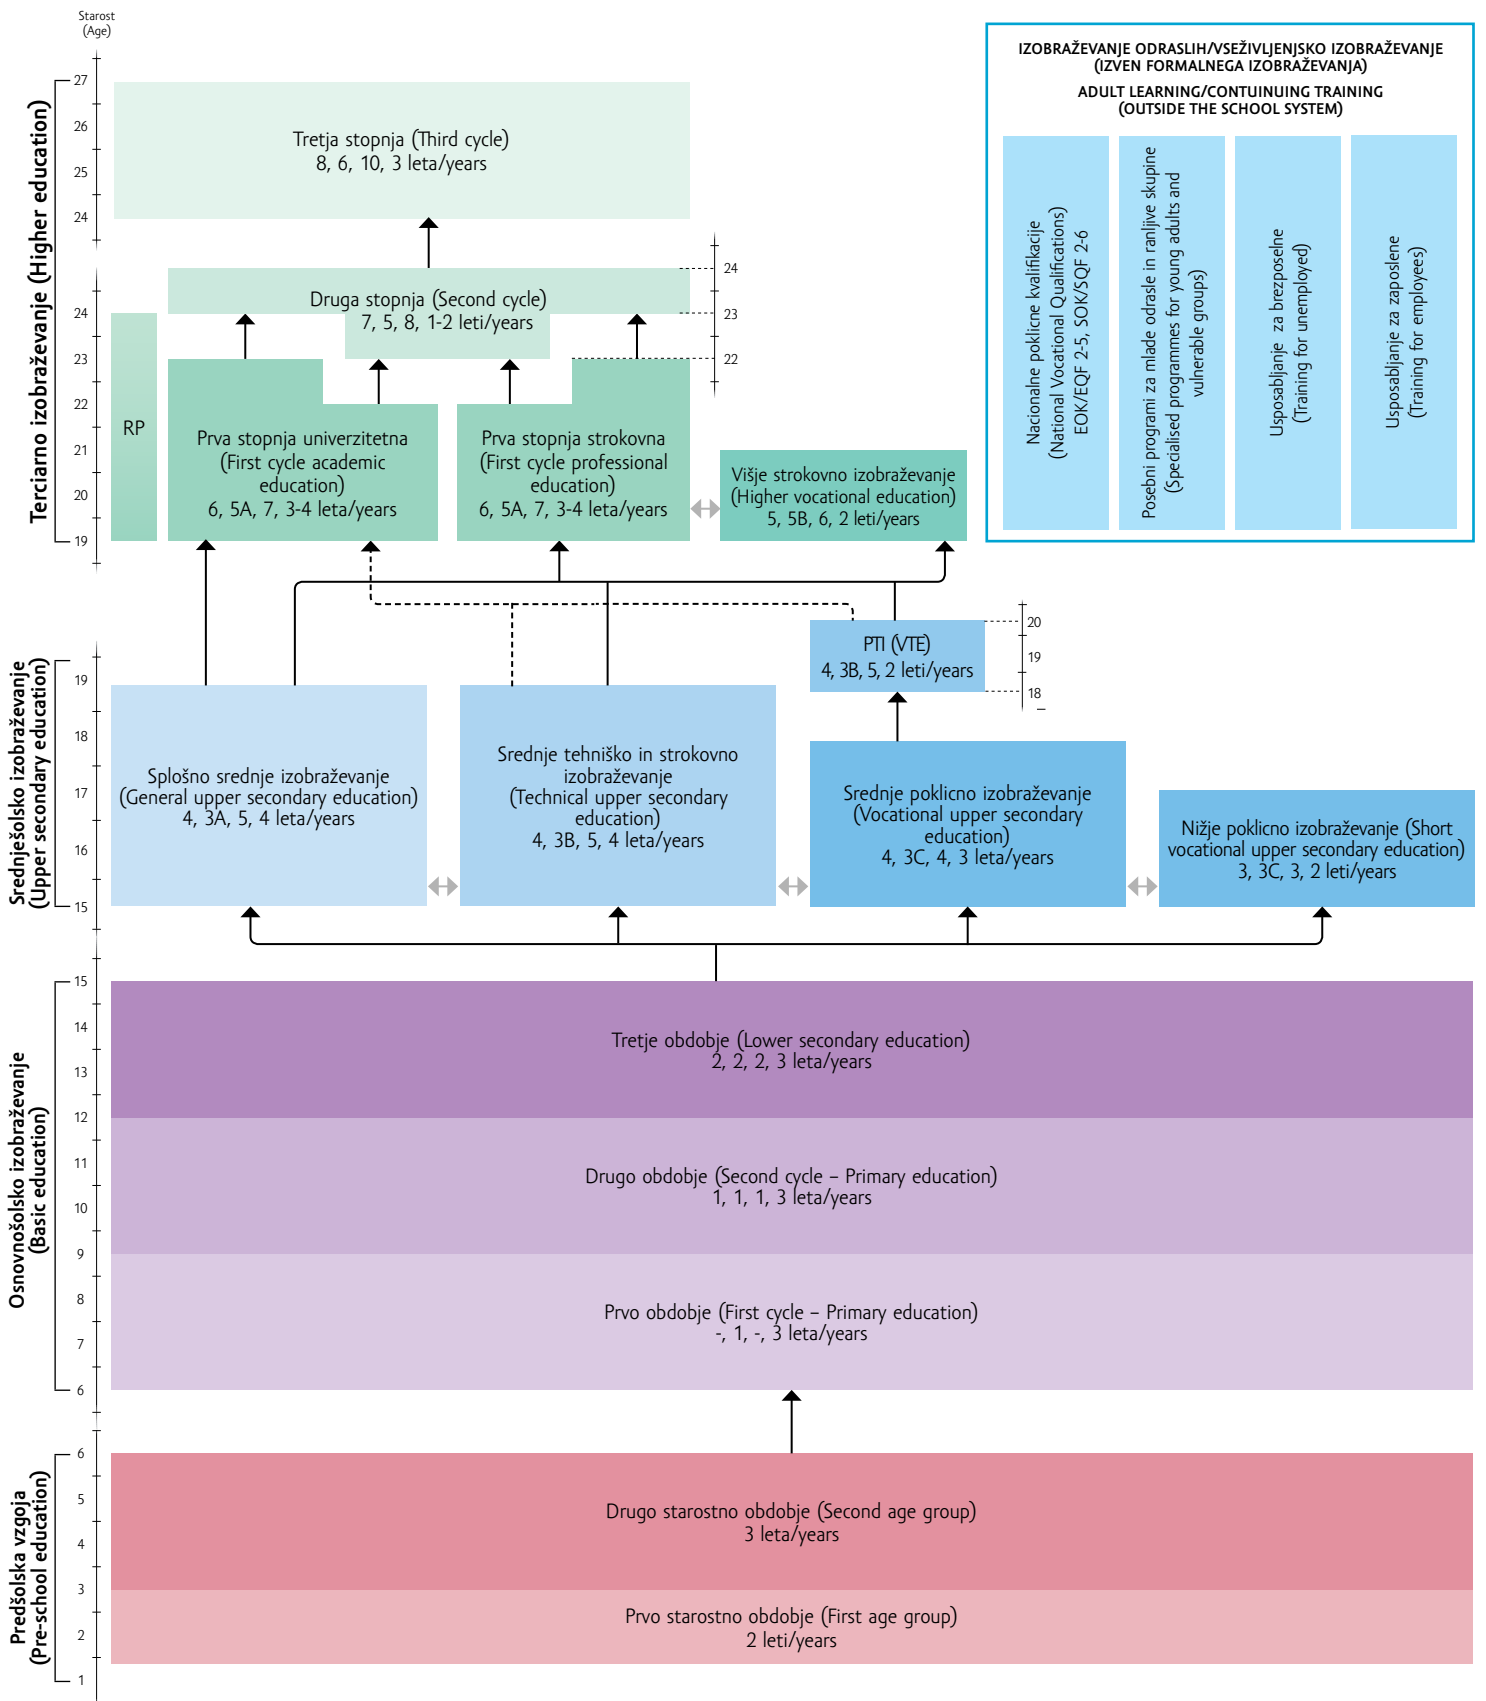 Starost
(Age)
27
26
25
24
24
23
22
21
20
19
Terciarno izobraževanje (Higher education)
Tretja stopnja (Third cycle)
8, 6, 10, 3 leta/years
Druga stopnja (Second cycle)
7, 5, 8, 1-2 leti/years
24
23
22
RP
Prva stopnja univerzitetna
(First cycle academic
education)
6, 5A, 7, 3-4 leta/years
Prva stopnja strokovna
(First cycle professional
education)
6, 5A, 7, 3-4 leta/years
Višje strokovno izobraževanje
(Higher vocational education)
5, 5B, 6, 2 leti/years
IZOBRAŽEVANJE ODRASLIH/VSEŽIVLJENJSKO IZOBRAŽEVANJE
(IZVEN FORMALNEGA IZOBRAŽEVANJA)
ADULT LEARNING/CONTUINUING TRAINING
(OUTSIDE THE SCHOOL SYSTEM)
Nacionalne poklicne kvalifikacije
(National Vocational Qualifications)
EOK/EQF 2-5, SOK/SQF 2-6
Posebni programi za mlade odrasle in ranljive skupine
(Specialised programmes for young adults and
vulnerable groups)
Usposabljanje za brezposelne
(Training for unemployed)
Usposabljanje za zaposlene
(Training for employees)
Srednješolsko izobraževanje
(Upper secondary education)
19
18
17
16
15
PTI (VTE)
4, 3B, 5, 2 leti/years
20
19
18
Splošno srednje izobraževanje
(General upper secondary education)
4, 3A, 5, 4 leta/years
Srednje tehniško in strokovno
izobraževanje
(Technical upper secondary
education)
4, 3B, 5, 4 leta/years
Srednje poklicno izobraževanje
(Vocational upper secondary
education)
4, 3C, 4, 3 leta/years
Nižje poklicno izobraževanje (Short
vocational upper secondary education)
3, 3C, 3, 2 leti/years
Osnovnošolsko izobraževanje
(Basic education)
15
14
13
12
11
10
9
8
7
6
Tretje obdobje (Lower secondary education)
2, 2, 2, 3 leta/years
Drugo obdobje (Second cycle – Primary education)
1, 1, 1, 3 leta/years
Prvo obdobje (First cycle – Primary education)
-, 1, -, 3 leta/years
Predšolska vzgoja
(Pre-school education)
6
5
4
3
2
1
Drugo starostno obdobje (Second age group)
3 leta/years
Prvo starostno obdobje (First age group)
2 leti/years